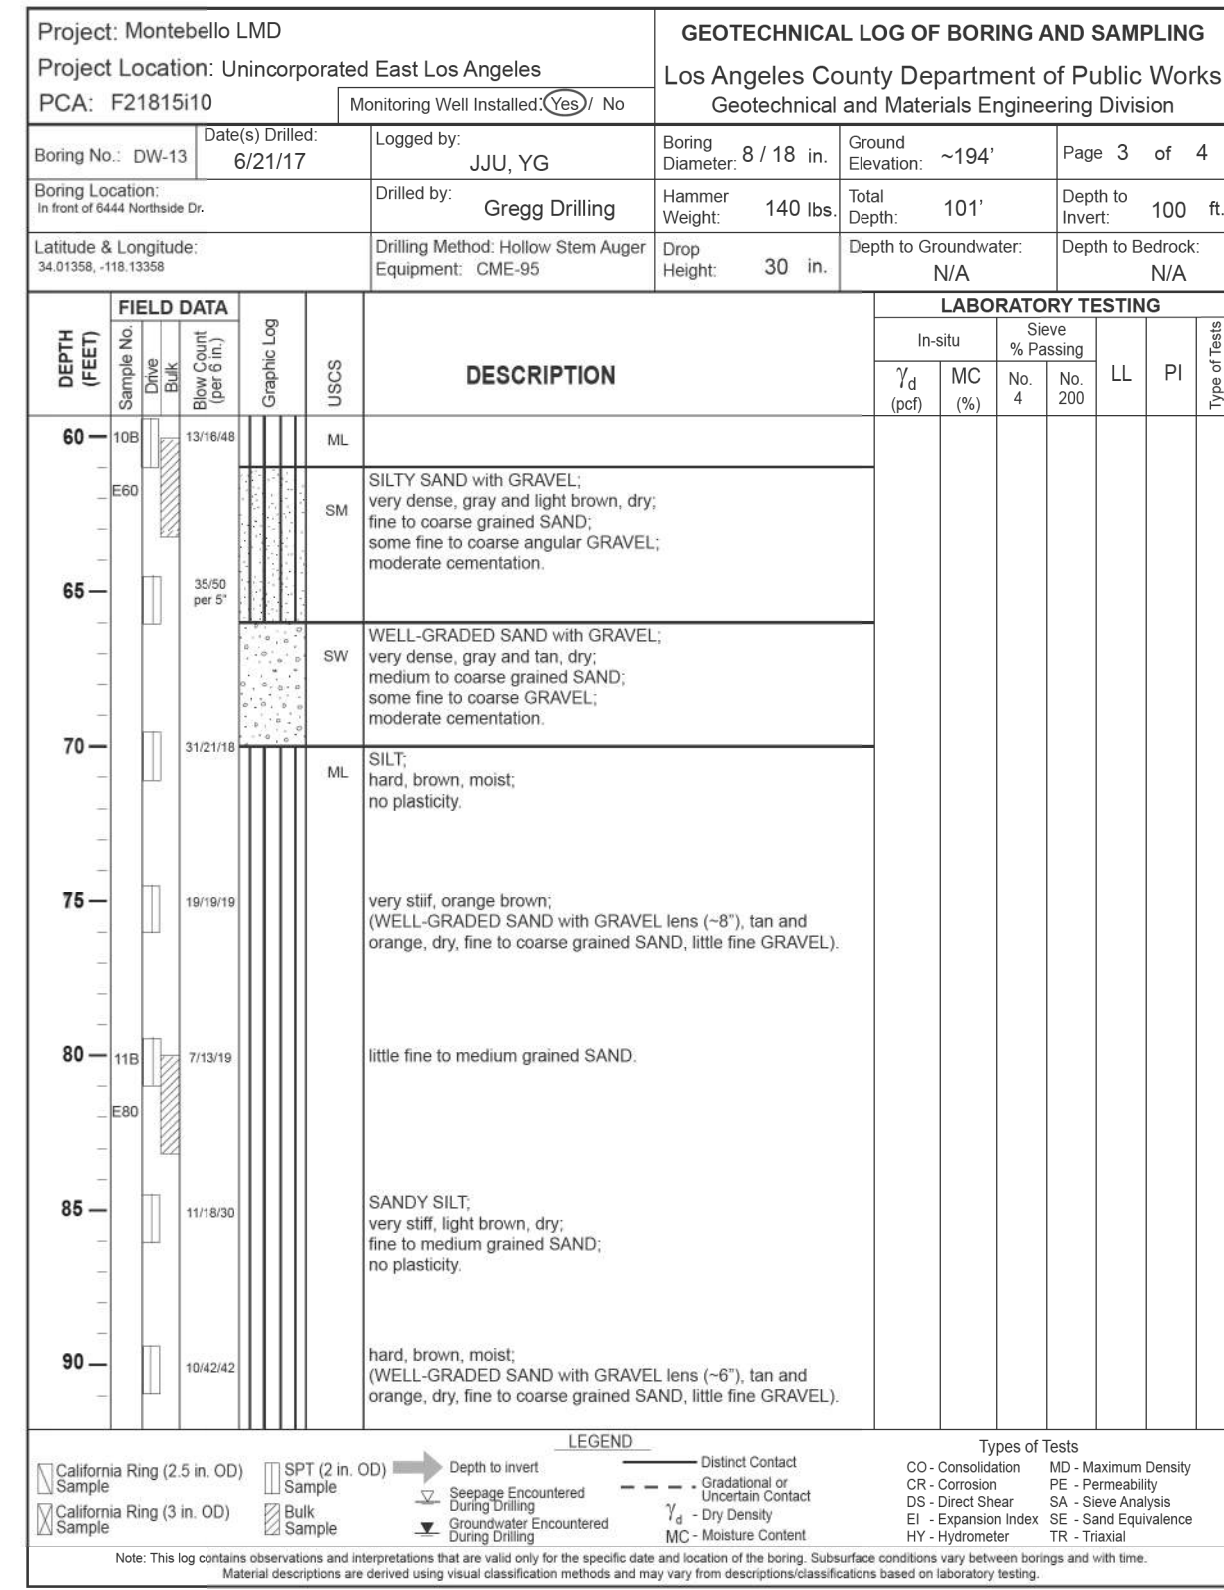 Project: Montebello LMD
Project Location: Unincorporated East Los Angeles
PCA: F21815i10
Monitoring Well Installed: Yes / No
GEOTECHNICAL LOG OF BORING AND SAMPLING
Los Angeles County Department of Public Works
Geotechnical and Materials Engineering Division
Boring No.: DW-13
Date(s) Drilled:
6/21/17
Logged by:
JJU, YG
Boring
Diameter: 8 / 18 in.
Ground
Elevation: ~194'
Page 3 of 4
Boring Location:
In front of 6444 Northside Dr.
Drilled by:
Gregg Drilling
Hammer
Weight: 140 lbs.
Total
Depth: 101'
Depth to
Invert: 100 ft.
Latitude & Longitude:
34.01358, -118.13358
Drilling Method: Hollow Stem Auger
Equipment: CME-95
Drop
Height: 30 in.
Depth to Groundwater:
N/A
Depth to Bedrock:
N/A
DEPTH
(FEET)
FIELD DATA
Sample No.
Drive
Bulk
Blow Count
(per 6 in.)
Graphic Log
USCS
DESCRIPTION
LABORATORY TESTING
In-situ
Sieve
% Passing
γd
(pcf)
MC
(%)
No.
4
No.
200
LL
PI
Type of Tests
60 10B 13/16/48 ML
E60
SM
SILTY SAND with GRAVEL;
very dense, gray and light brown, dry;
fine to coarse grained SAND;
some fine to coarse angular GRAVEL;
moderate cementation.
65 35/50
per 5"
SW
WELL-GRADED SAND with GRAVEL;
very dense, gray and tan, dry;
medium to coarse grained SAND;
some fine to coarse GRAVEL;
moderate cementation.
70 31/21/18
ML
SILT;
hard, brown, moist;
no plasticity.
75 19/19/19 very stiif, orange brown;
(WELL-GRADED SAND with GRAVEL lens (~8"), tan and
orange, dry, fine to coarse grained SAND, little fine GRAVEL).
80 11B 7/13/19 little fine to medium grained SAND.
E80
85 11/18/30 SANDY SILT;
very stiff, light brown, dry;
fine to medium grained SAND;
no plasticity.
90 10/42/42 hard, brown, moist;
(WELL-GRADED SAND with GRAVEL lens (~6"), tan and
orange, dry, fine to coarse grained SAND, little fine GRAVEL).
LEGEND
California Ring (2.5 in. OD)
Sample
California Ring (3 in. OD)
Sample
SPT (2 in. OD)
Sample
Bulk
Sample
Depth to invert
Seepage Encountered
During Drilling
Groundwater Encountered
During Drilling
Distinct Contact
Gradational or
Uncertain Contact
γd - Dry Density
MC - Moisture Content
Types of Tests
CO - Consolidation MD - Maximum Density
CR - Corrosion PE - Permeability
DS - Direct Shear SA - Sieve Analysis
EI - Expansion Index SE - Sand Equivalence
HY - Hydrometer TR - Triaxial
Note: This log contains observations and interpretations that are valid only for the specific date and location of the boring. Subsurface conditions vary between borings and with time.
Material descriptions are derived using visual classification methods and may vary from descriptions/classifications based on laboratory testing.